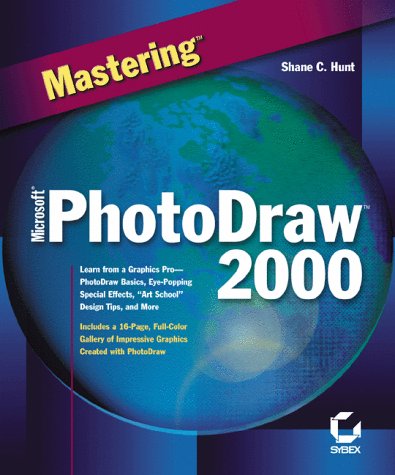 Mastering™
Shane C. Hunt
Microsoft®
PhotoDraw™
2000
Learn from a Graphics Pro—
PhotoDraw Basics, Eye-Popping
Special Effects, "Art School"
Design Tips, and More
Includes a 16-Page, Full-Color
Gallery of Impressive Graphics
Created with PhotoDraw
SYBEX